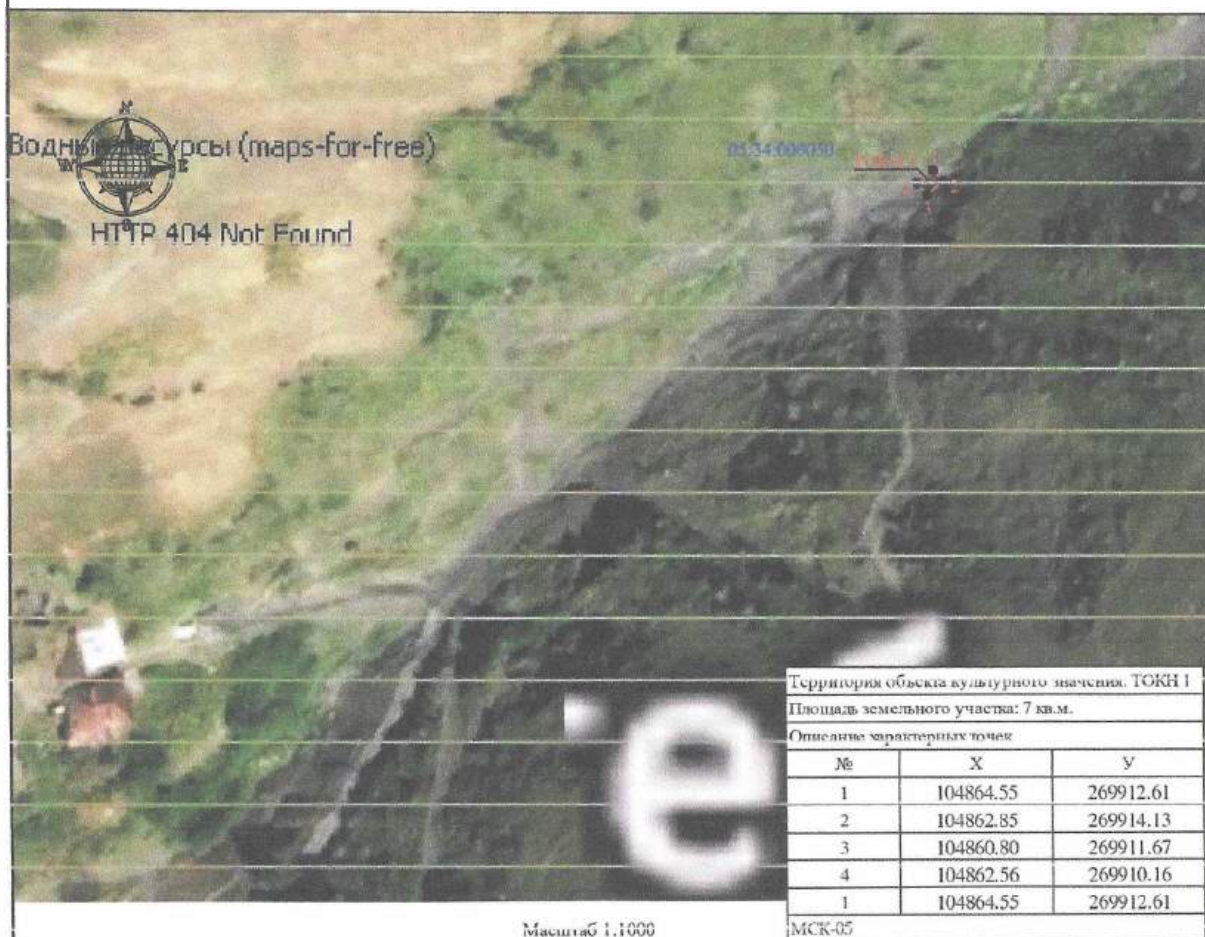 N
Водные ресурсы (maps-for-free)
W
E
HTTP 404 Not Found
05:34:000050
Территория объекта культурного значения: ТОКН 1
Площадь земельного участка: 7 кв.м.
Описание характерных точек
№ X У
1 104864.55 269912.61
2 104862.85 269914.13
3 104860.80 269911.67
4 104862.56 269910.16
1 104864.55 269912.61
Масштаб 1:1000
МСК-05
е